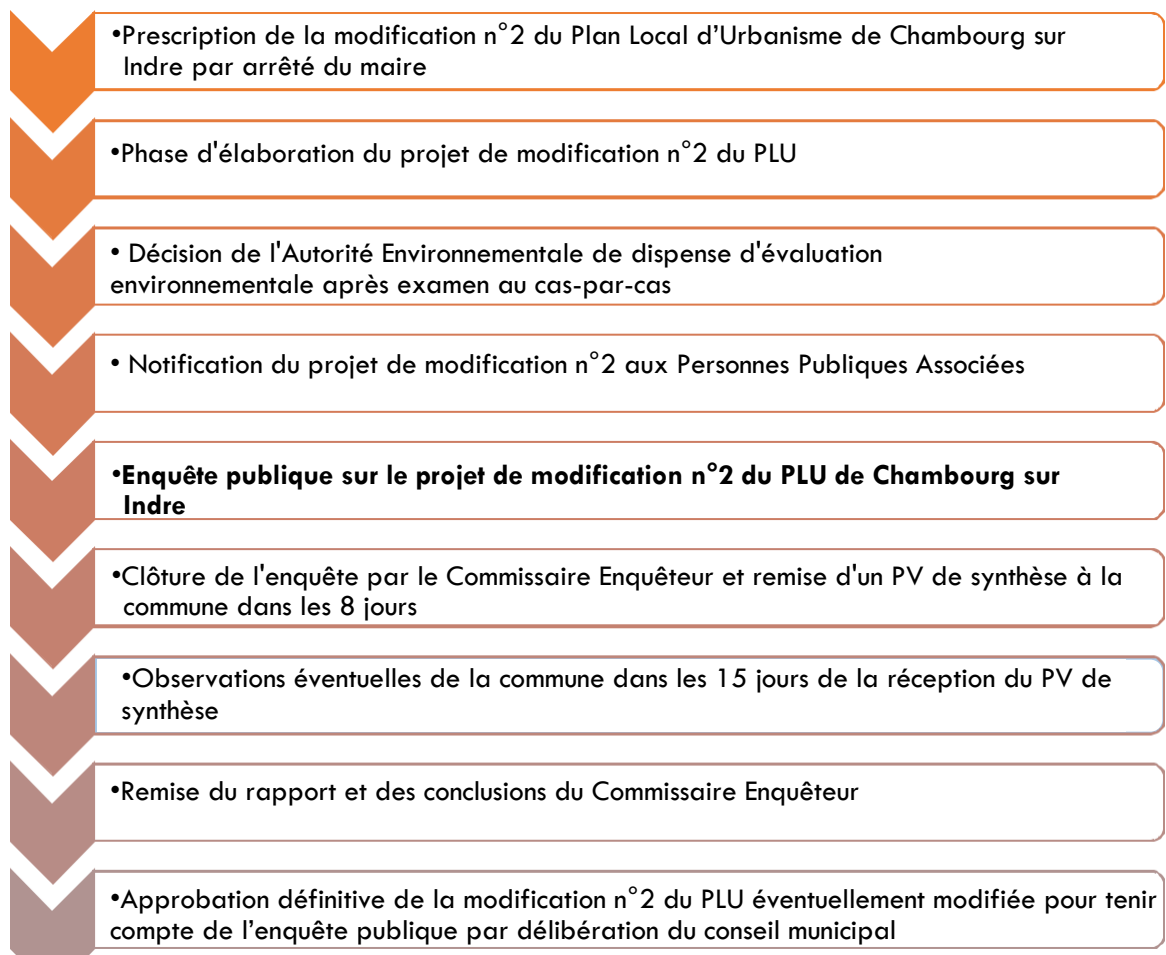 •Prescription de la modification n°2 du Plan Local d’Urbanisme de Chambourg sur
Indre par arrêté du maire
•Phase d'élaboration du projet de modification n°2 du PLU
• Décision de l'Autorité Environnementale de dispense d'évaluation
environnementale après examen au cas-par-cas
• Notification du projet de modification n°2 aux Personnes Publiques Associées
•Enquête publique sur le projet de modification n°2 du PLU de Chambourg sur
Indre
•Clôture de l'enquête par le Commissaire Enquêteur et remise d'un PV de synthèse à la
commune dans les 8 jours
•Observations éventuelles de la commune dans les 15 jours de la réception du PV de
synthèse
•Remise du rapport et des conclusions du Commissaire Enquêteur
•Approbation définitive de la modification n°2 du PLU éventuellement modifiée pour tenir
compte de l’enquête publique par délibération du conseil municipal